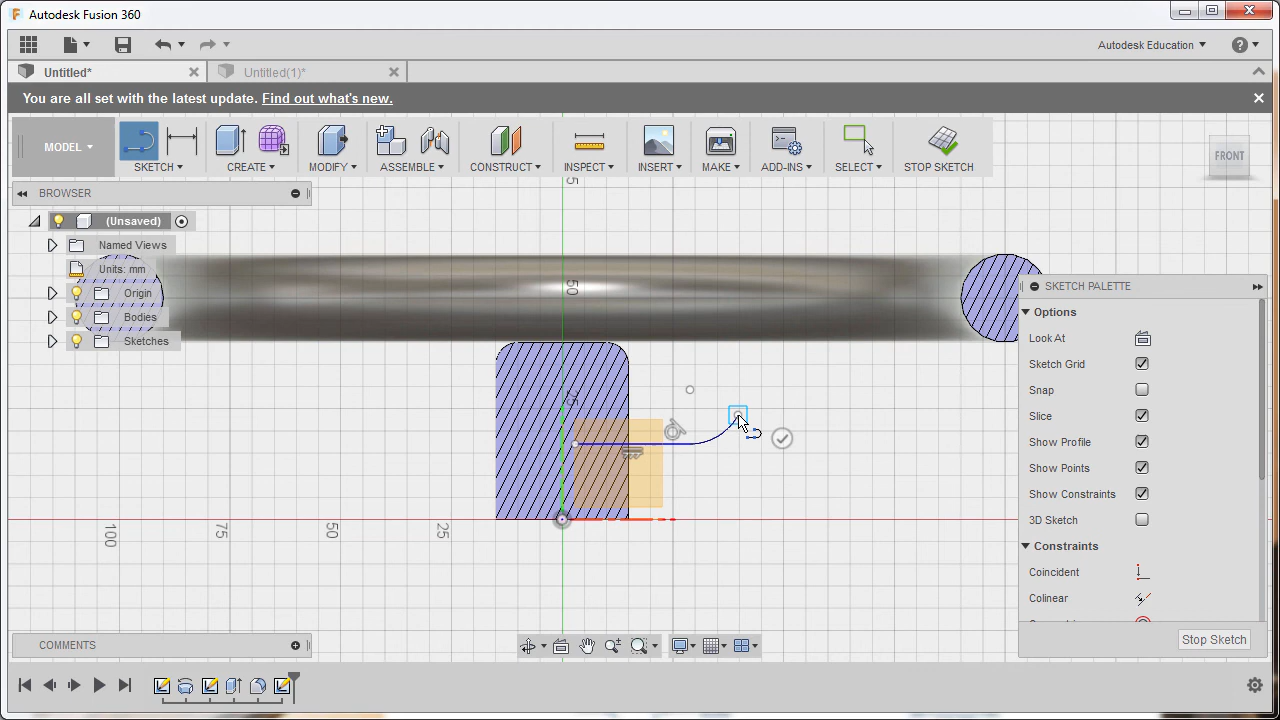 Autodesk Fusion 360
Autodesk Education
Untitled*
Untitled(1)*
You are all set with the latest update. Find out what's new.
MODEL
SKETCH
CREATE
MODIFY
ASSEMBLE
CONSTRUCT
INSPECT
INSERT
MAKE
ADD-INS
SELECT
STOP SKETCH
FRONT
BROWSER
(Unsaved)
Named Views
Units: mm
Origin
Bodies
Sketches
50
25
100
75
50
25
SKETCH PALETTE
Options
Look At
Sketch Grid
Snap
Slice
Show Profile
Show Points
Show Constraints
3D Sketch
Constraints
Coincident
Colinear
Stop Sketch
COMMENTS